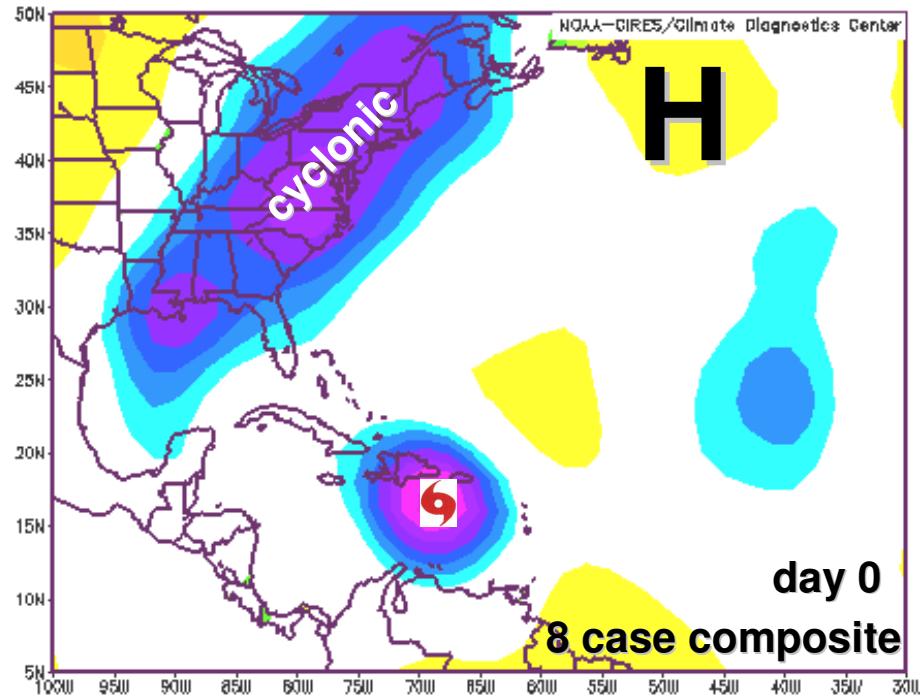 50N
NOAA-CIRES/Climate Diagnostics Center
45N
H
cyclonic
40N
35N
30N
25N
20N
15N
day 0
10N
8 case composite
5N
100W 95W 90W 85W 80W 75W 70W 65W 60W 55W 50W 45W 40W 35W 30W